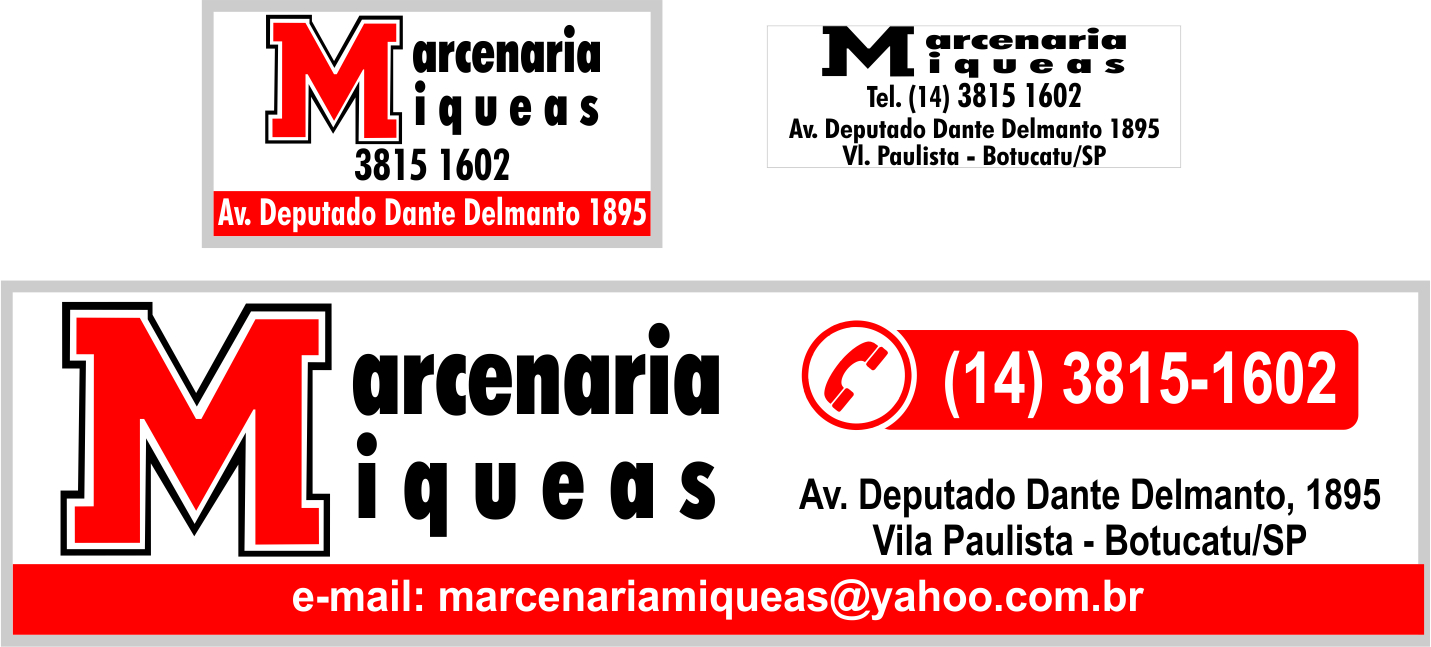 Marcenaria
Miqueas
3815 1602
Av. Deputado Dante Delmanto 1895
Marcenaria
Miqueas
Tel. (14) 3815 1602
Av. Deputado Dante Delmanto 1895
Vl. Paulista - Botucatu/SP
Marcenaria
Miqueas
(14) 3815-1602
Av. Deputado Dante Delmanto, 1895
Vila Paulista - Botucatu/SP
e-mail: marcenariamiqueas@yahoo.com.br